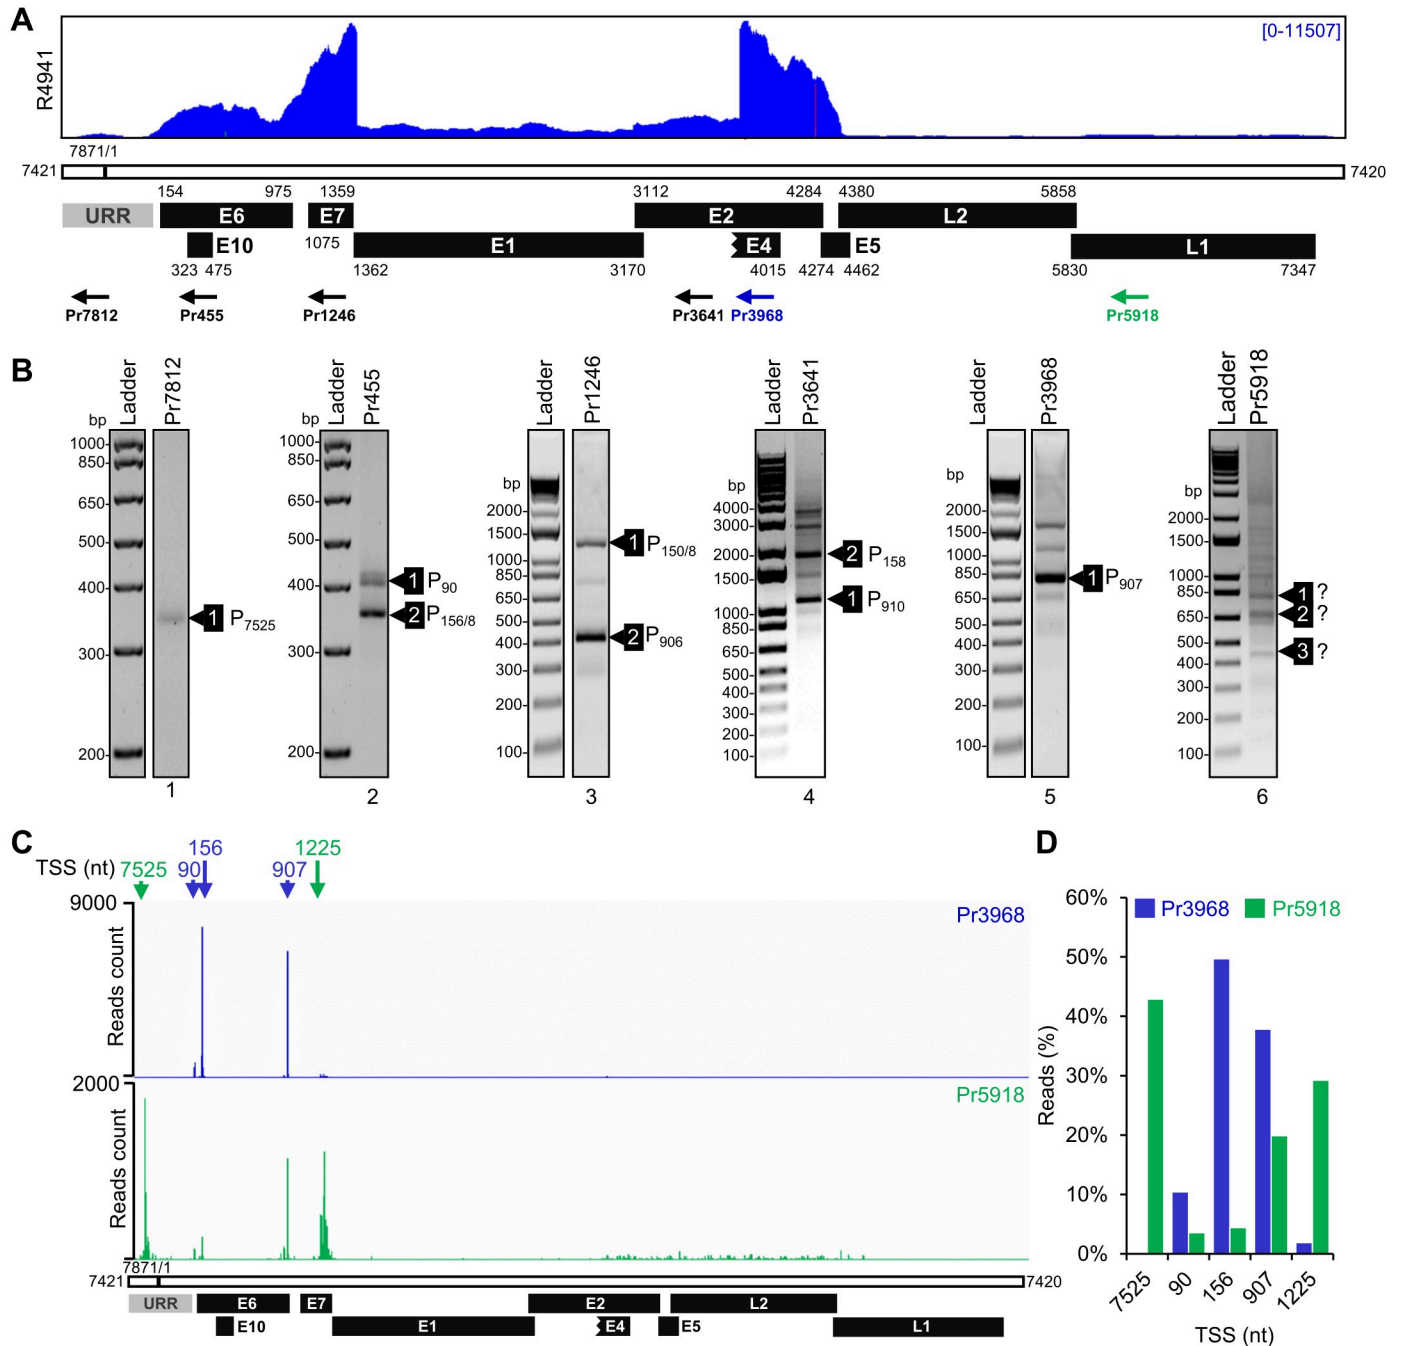 A
R4941
[0-11507]
7871/1
7421
7420
154 975 1359 3112 4284 4380 5858
URR E6 E7 E2 L2
E10 1075 E1 E4 E5 L1
323 475 1362 3170 4015 4274 4462 5830 7347
Pr7812 Pr455 Pr1246 Pr3641 Pr3968 Pr5918
B
bp Ladder Pr7812
1000
850
650
500
400
300
200
1 P7525
1
bp Ladder Pr455
1000
850
650
500
400
300
200
1 P90
2 P156/8
2
Ladder Pr1246
bp
2000
1500
1000
850
650
500
400
300
200
100
1 P150/8
2 P906
3
Ladder Pr3641
bp
4000
3000
2000
1500
1000
850
650
500
400
300
200
100
2 P158
1 P910
4
Ladder Pr3968
bp
2000
1500
1000
850
650
500
400
300
200
100
1 P907
5
Ladder Pr5918
bp
2000
1500
1000
850
650
500
400
300
200
100
1 ?
2 ?
3 ?
6
C
TSS (nt) 7525 90 156 907 1225
9000
Reads count
Pr3968
2000
Reads count
Pr5918
7871/1
7421
7420
URR E6 E7 E2 L2
E10 E1 E4 E5 L1
D
Pr3968 Pr5918
60%
50%
40%
30%
20%
10%
0%
Reads (%)
7525 90 156 907 1225
TSS (nt)